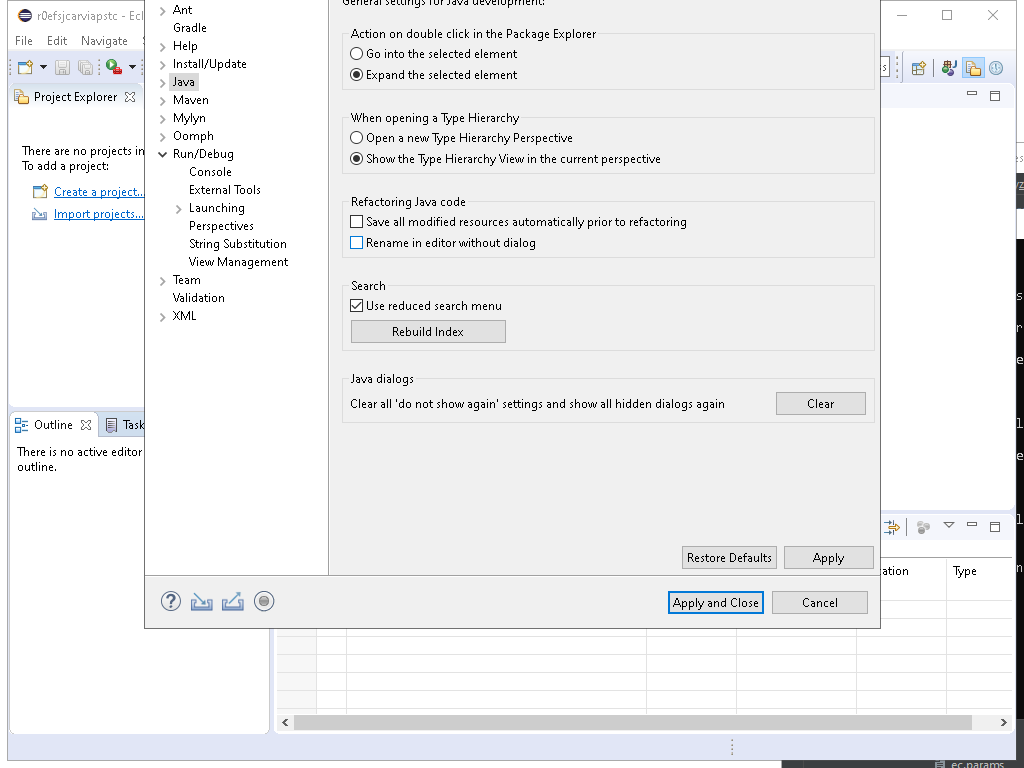 r0efsjcarviapstc - Ecl
File Edit Navigate
Project Explorer
There are no projects in
To add a project:
Create a project...
Import projects...
Outline
Task
There is no active editor
outline.
Ant
Gradle
Help
Install/Update
Java
Maven
Mylyn
Oomph
Run/Debug
Console
External Tools
Launching
Perspectives
String Substitution
View Management
Team
Validation
XML
General settings for Java development:
Action on double click in the Package Explorer
Go into the selected element
Expand the selected element
When opening a Type Hierarchy
Open a new Type Hierarchy Perspective
Show the Type Hierarchy View in the current perspective
Refactoring Java code
Save all modified resources automatically prior to refactoring
Rename in editor without dialog
Search
Use reduced search menu
Rebuild Index
Java dialogs
Clear all 'do not show again' settings and show all hidden dialogs again
Clear
Restore Defaults
Apply
Apply and Close
Cancel
ation
Type
ec.params